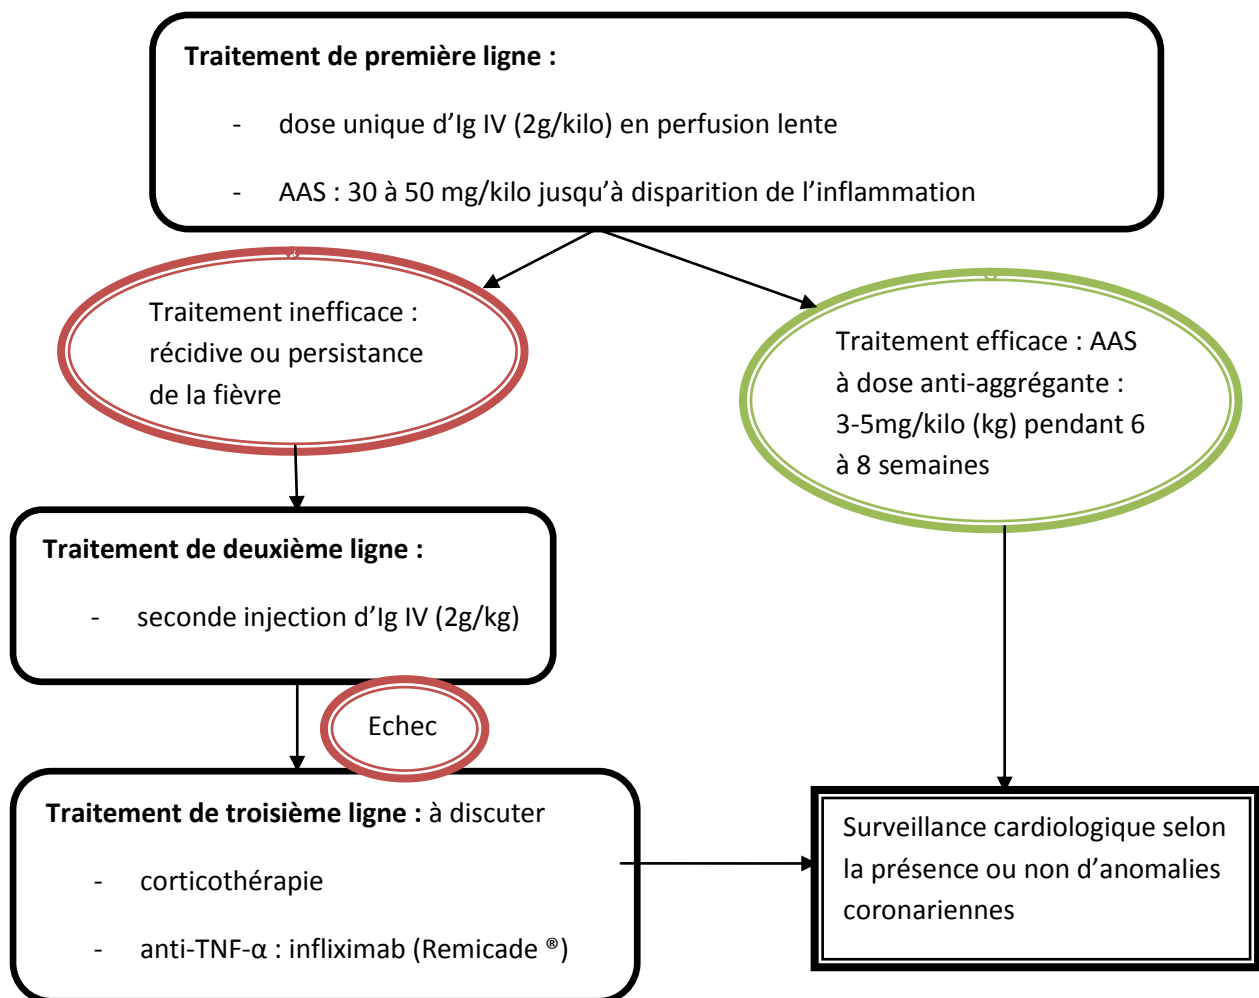 Traitement de première ligne :
- dose unique d’Ig IV (2g/kilo) en perfusion lente
- AAS : 30 à 50 mg/kilo jusqu’à disparition de l’inflammation
Traitement inefficace :
récidive ou persistance
de la fièvre
Traitement efficace : AAS
à dose anti-aggrégante :
3-5mg/kilo (kg) pendant 6
à 8 semaines
Traitement de deuxième ligne :
- seconde injection d’Ig IV (2g/kg)
Echec
Traitement de troisième ligne : à discuter
- corticothérapie
- anti-TNF-α : infliximab (Remicade ®)
Surveillance cardiologique selon
la présence ou non d’anomalies
coronariennes